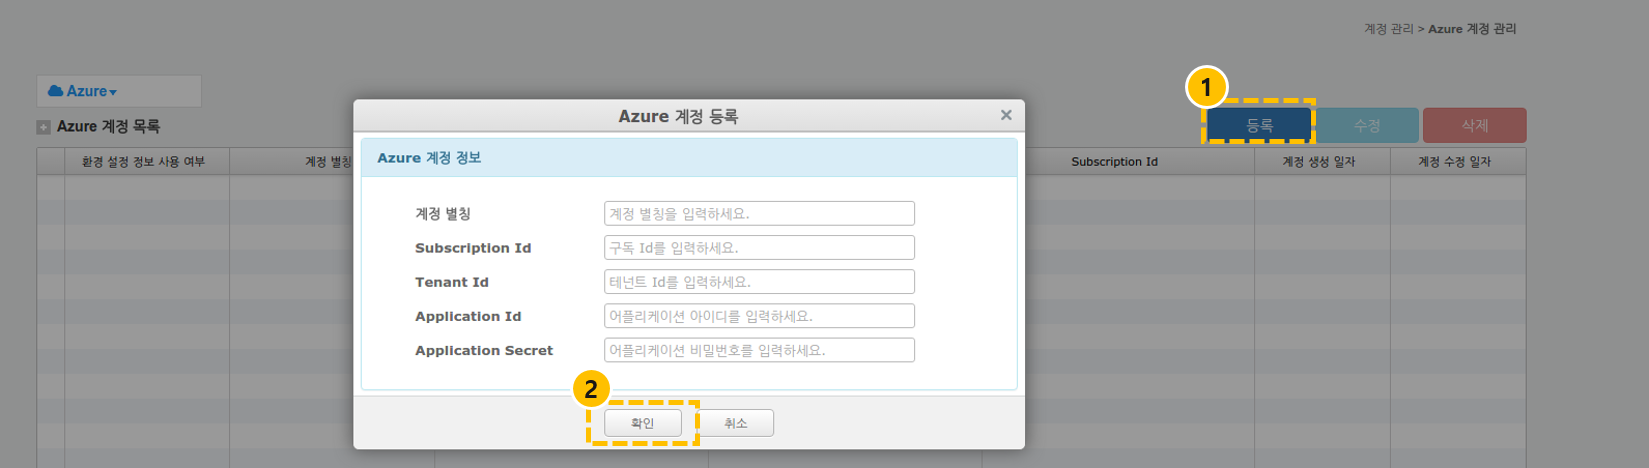 계정 관리 > Azure 계정 관리
Azure
Azure 계정 목록
1
등록
수정
삭제
환경 설정 정보 사용 여부
계정 별칭
Subscription Id
계정 생성 일자
계정 수정 일자
Azure 계정 등록
Azure 계정 정보
계정 별칭
계정 별칭을 입력하세요.
Subscription Id
구독 Id를 입력하세요.
Tenant Id
테넌트 Id를 입력하세요.
Application Id
어플리케이션 아이디를 입력하세요.
Application Secret
어플리케이션 비밀번호를 입력하세요.
2
확인
취소